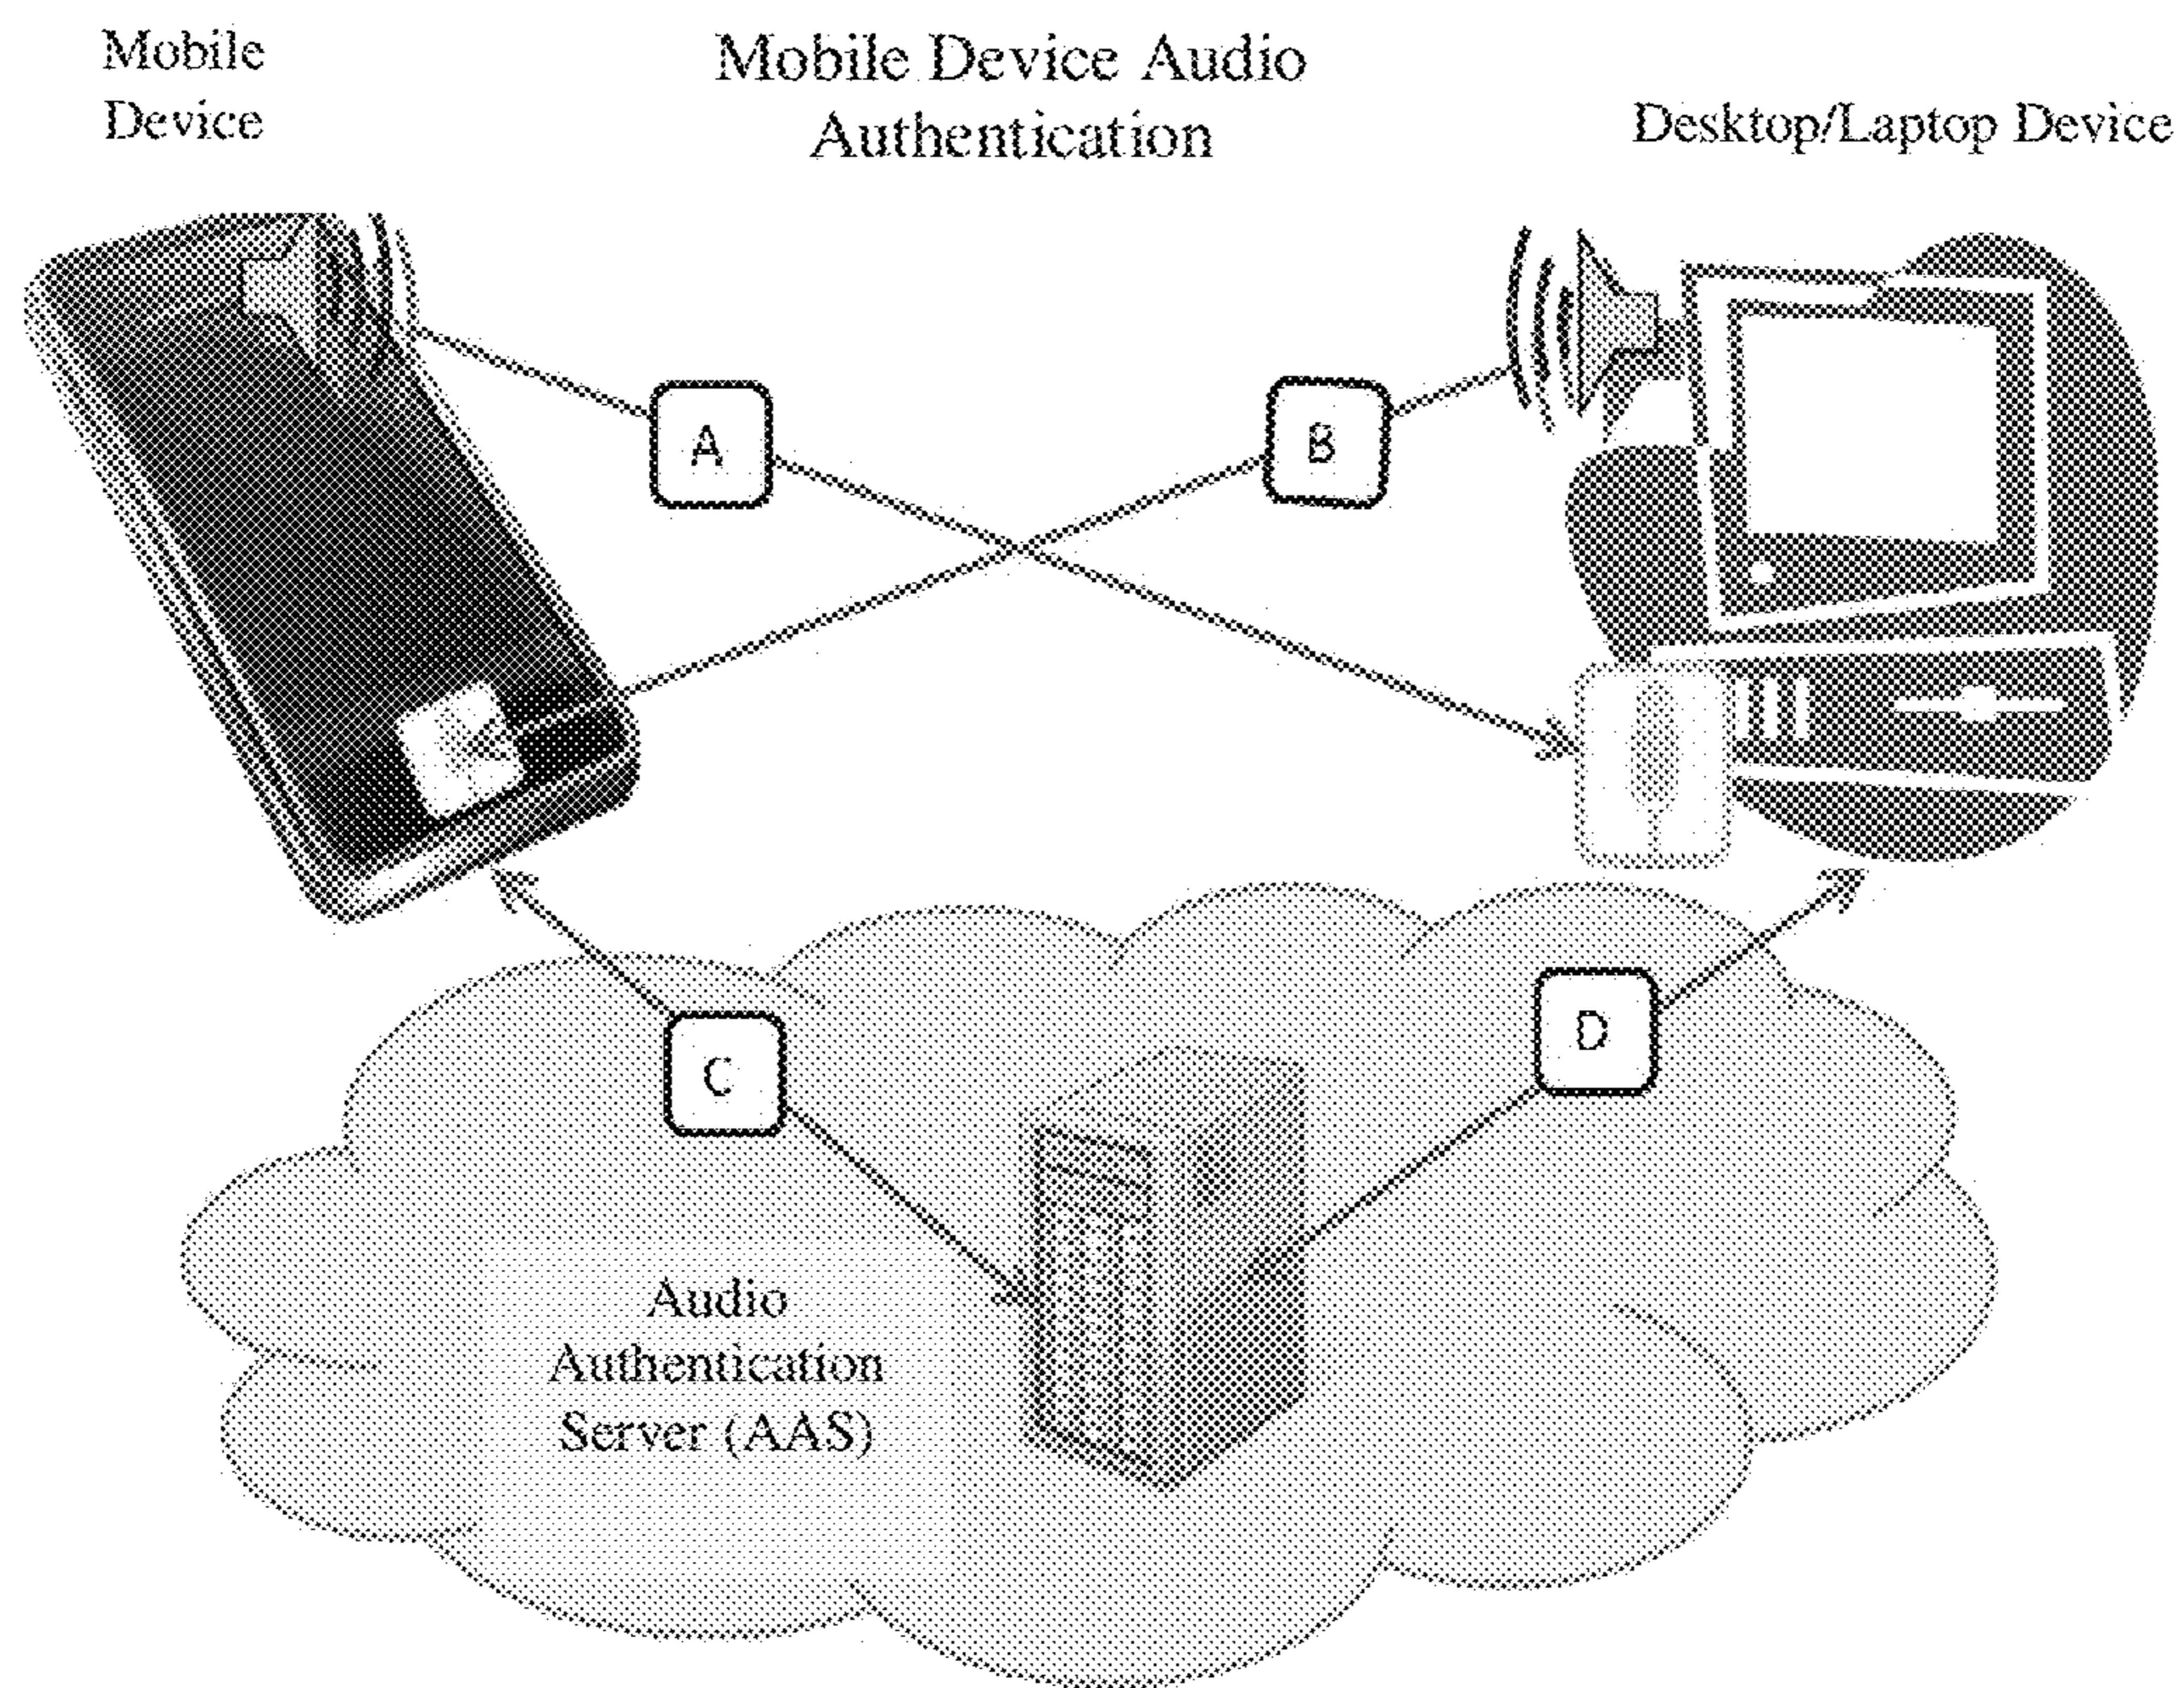 Mobile
Device
Mobile Device Audio
Authentication
Desktop/Laptop Device
A
B
C
D
Audio
Authentication
Server (AAS)